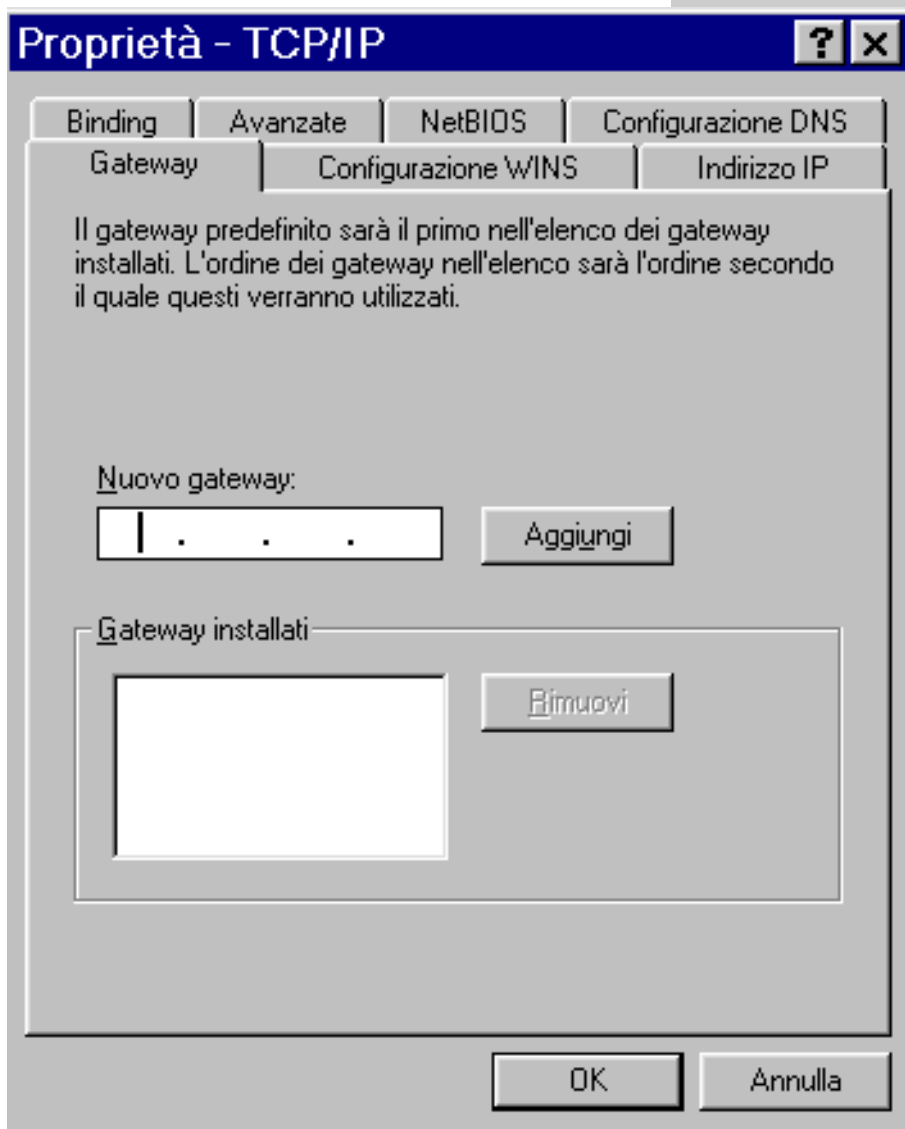 Proprietà - TCP/IP
Binding Avanzate NetBIOS Configurazione DNS
Gateway Configurazione WINS Indirizzo IP
Il gateway predefinito sarà il primo nell'elenco dei gateway
installati. L'ordine dei gateway nell'elenco sarà l'ordine secondo
il quale questi verranno utilizzati.
Nuovo gateway:
. . .
Aggiungi
Gateway installati
Rimuovi
OK Annulla